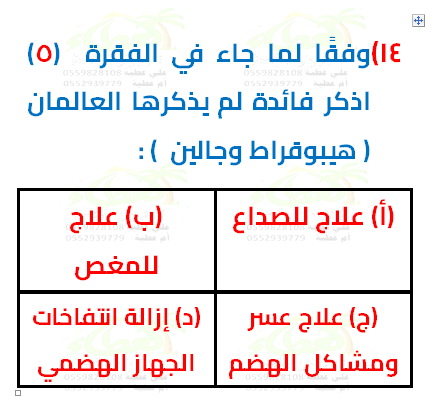 ١٤)وفقًا لما جاء في الفقرة (٥)
اذكر فائدة لم يذكرها العالمان
( هيبوقراط وجالين ) :
(أ) علاج للصداع
(ب) علاج
للمغص
(ج) علاج عسر
ومشاكل الهضم
(د) إزالة انتفاخات
الجهاز الهضمي